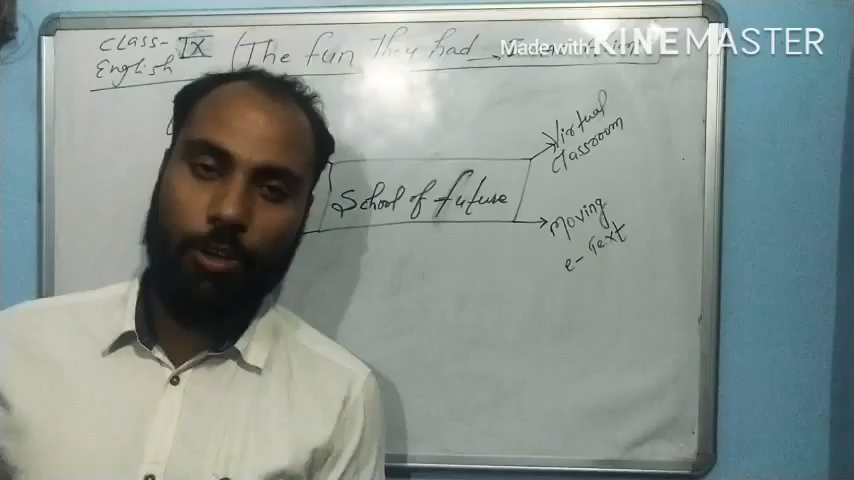 Class- IX (The fun They had
English
Made with KINEMASTER
School of future
Virtual
Classroom
Moving
e-Text